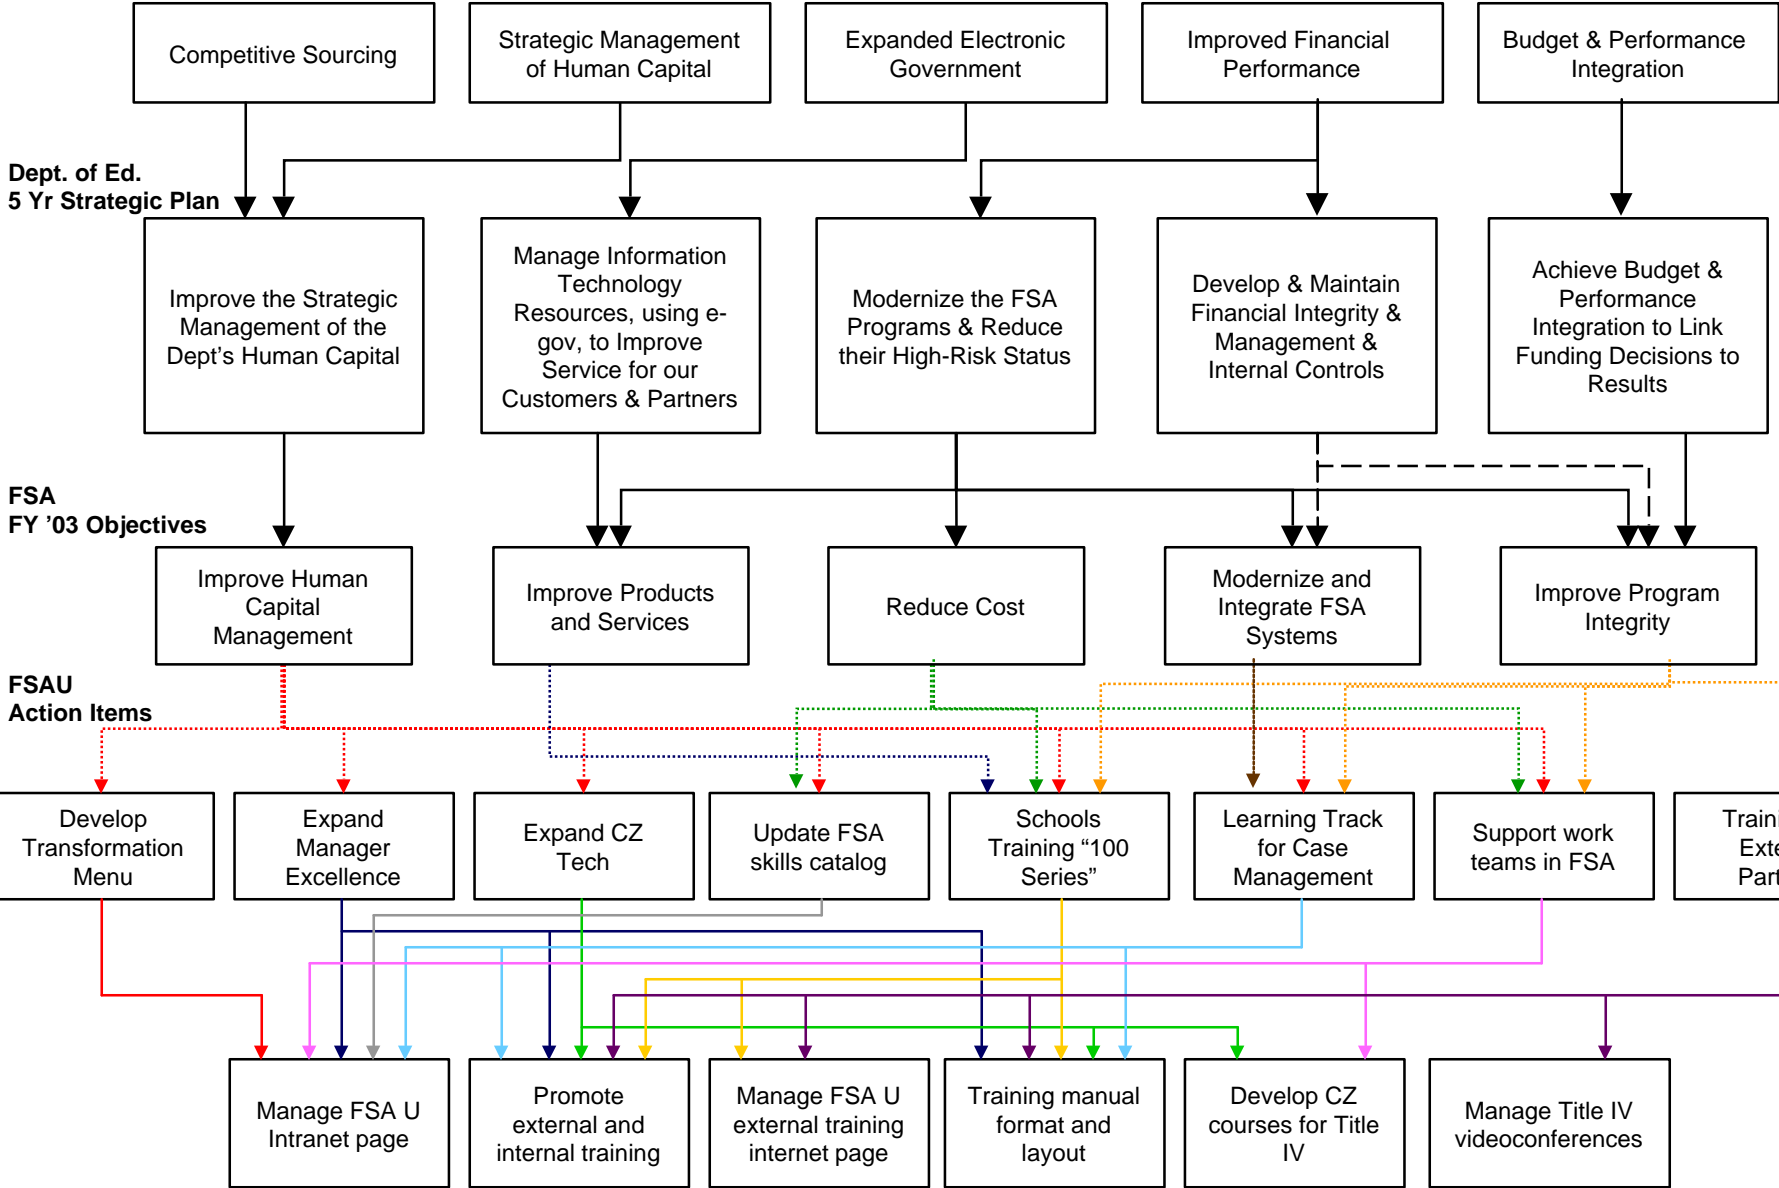 Competitive Sourcing
Strategic Management
of Human Capital
Expanded Electronic
Government
Improved Financial
Performance
Budget & Performance
Integration
Dept. of Ed.
5 Yr Strategic Plan
Improve the Strategic
Management of the
Dept's Human Capital
Manage Information
Technology
Resources, using e-
gov, to Improve
Service for our
Customers & Partners
Modernize the FSA
Programs & Reduce
their High-Risk Status
Develop & Maintain
Financial Integrity &
Management &
Internal Controls
Achieve Budget &
Performance
Integration to Link
Funding Decisions to
Results
FSA
FY '03 Objectives
Improve Human
Capital
Management
Improve Products
and Services
Reduce Cost
Modernize and
Integrate FSA
Systems
Improve Program
Integrity
FSAU
Action Items
Develop
Transformation
Menu
Expand
Manager
Excellence
Expand CZ
Tech
Update FSA
skills catalog
Schools
Training “100
Series”
Learning Track
for Case
Management
Support work
teams in FSA
Manage FSA U
Intranet page
Promote
external and
internal training
Manage FSA U
external training
internet page
Training manual
format and
layout
Develop CZ
courses for Title
IV
Manage Title IV
videoconferences